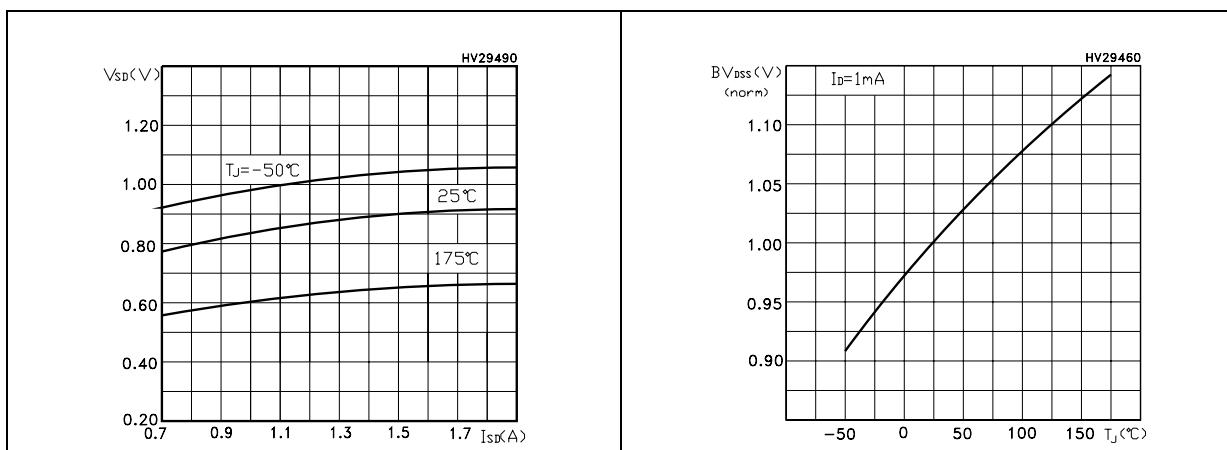 HV29490
VSD(V)
1.20
1.00
0.80
0.60
0.40
0.20
TJ=-50°C
25°C
175°C
0.7 0.9 1.1 1.3 1.5 1.7 ISD(A)
HV29460
BVDSS(V)
(norm)
ID=1mA
1.10
1.05
1.00
0.95
0.90
-50 0 50 100 150 TJ(°C)